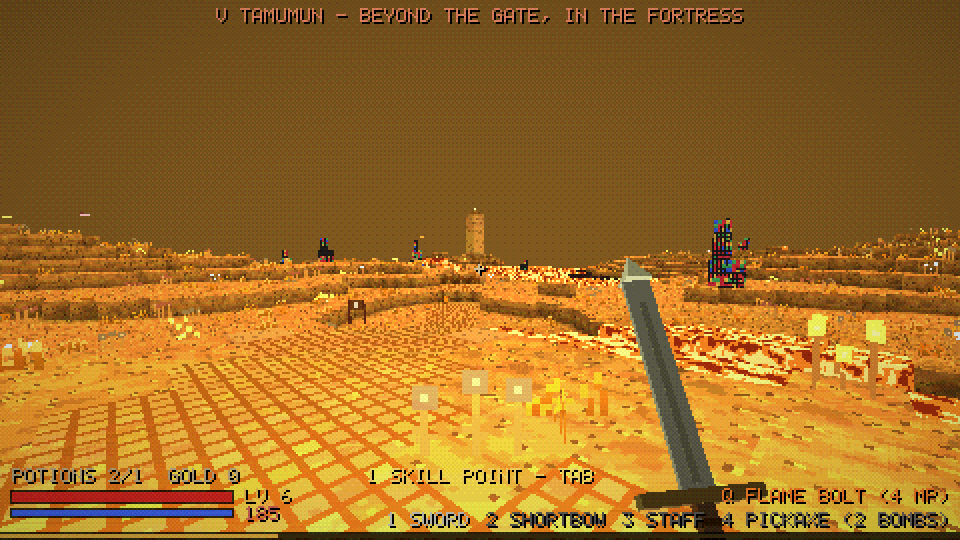 V TAMUMUN - BEYOND THE GATE, IN THE FORTRESS
POTIONS 2/1 GOLD 0
1 SKILL POINT - TAB
LV 6
185
Q FLAME BOLT (4 MP)
1 SWORD 2 SHORTBOW 3 STAFF 4 PICKAXE (2 BOMBS)